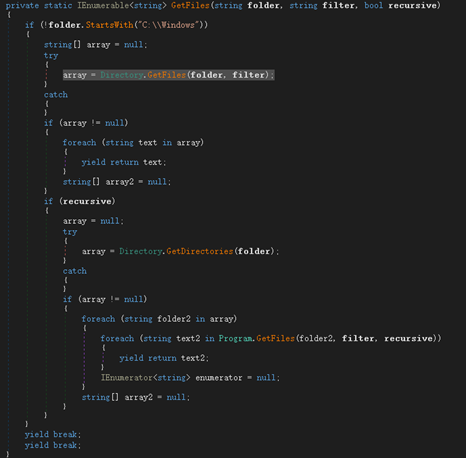 private static IEnumerable<string> GetFiles(string folder, string filter, bool recursive)
{
if (!folder.StartsWith("C:\\Windows"))
{
string[] array = null;
try
{
array = Directory.GetFiles(folder, filter);
}
catch
{
}
if (array != null)
{
foreach (string text in array)
{
yield return text;
}
string[] array2 = null;
}
if (recursive)
{
array = null;
try
{
array = Directory.GetDirectories(folder);
}
catch
{
}
if (array != null)
{
foreach (string folder2 in array)
{
foreach (string text2 in Program.GetFiles(folder2, filter, recursive))
{
yield return text2;
}
IEnumerator<string> enumerator = null;
}
string[] array2 = null;
}
}
}
yield break;
yield break;
}